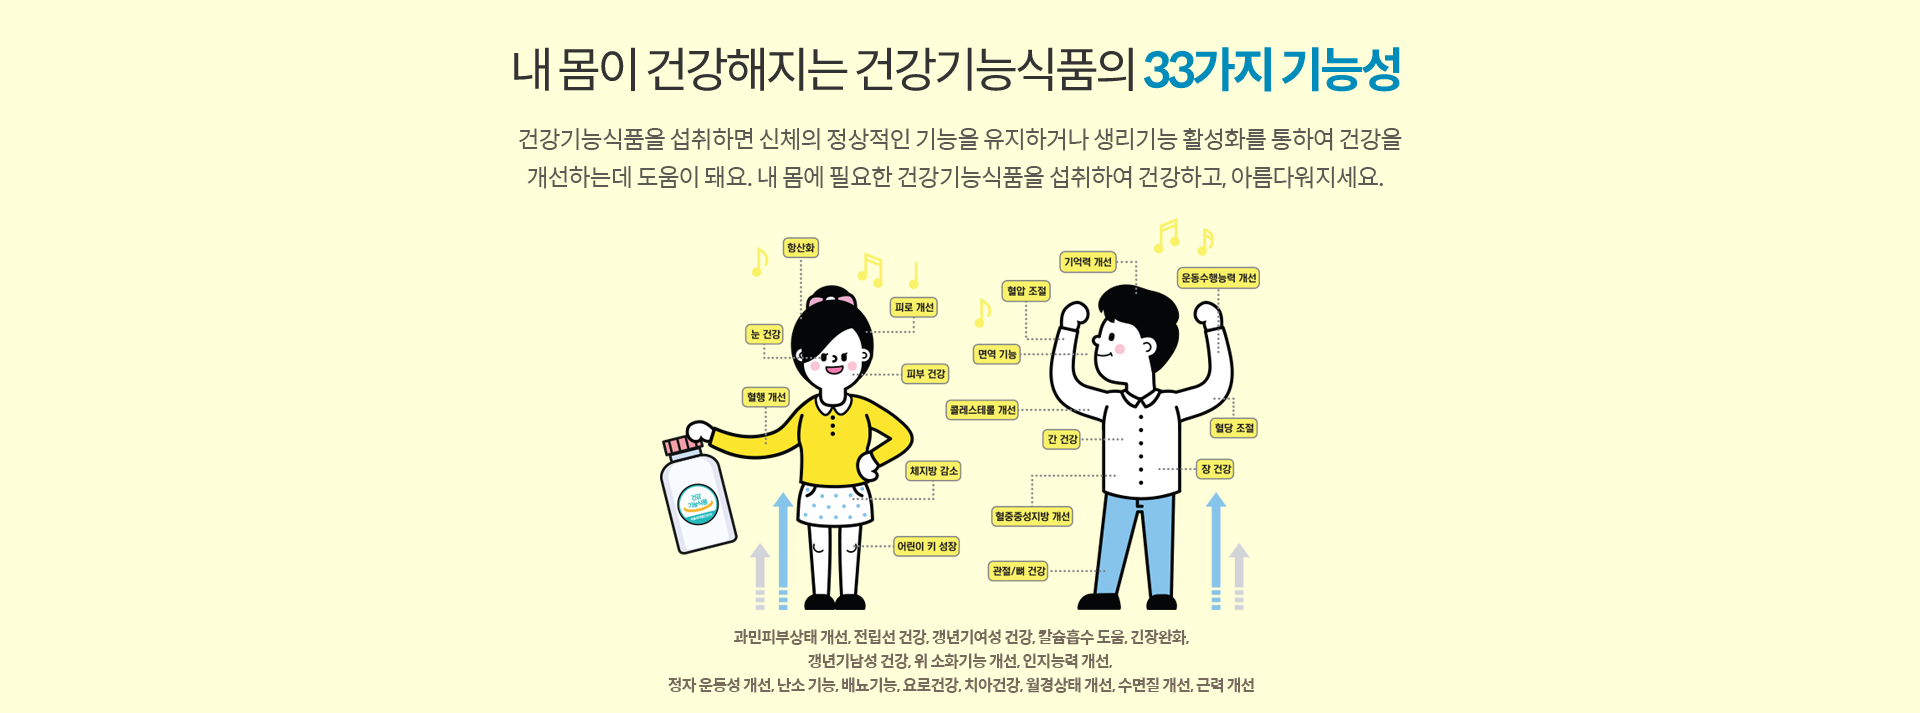 내 몸이 건강해지는 건강기능식품의 33가지 기능성
건강기능식품을 섭취하면 신체의 정상적인 기능을 유지하거나 생리기능 활성화를 통하여 건강을
개선하는데 도움이 돼요. 내 몸에 필요한 건강기능식품을 섭취하여 건강하고, 아름다워지세요.
항산화
피로 개선
눈 건강
피부 건강
혈행 개선
체지방 감소
건강
기능식품
어린이 키 성장
기억력 개선
운동수행능력 개선
혈압 조절
면역 기능
콜레스테롤 개선
혈당 조절
간 건강
장 건강
혈중중성지방 개선
관절/뼈 건강
과민피부상태 개선, 전립선 건강, 갱년기여성 건강, 칼슘흡수 도움, 긴장완화,
갱년기남성 건강, 위 소화기능 개선, 인지능력 개선,
정자 운동성 개선, 난소 기능, 배뇨기능, 요로건강, 치아건강, 월경상태 개선, 수면질 개선, 근력 개선